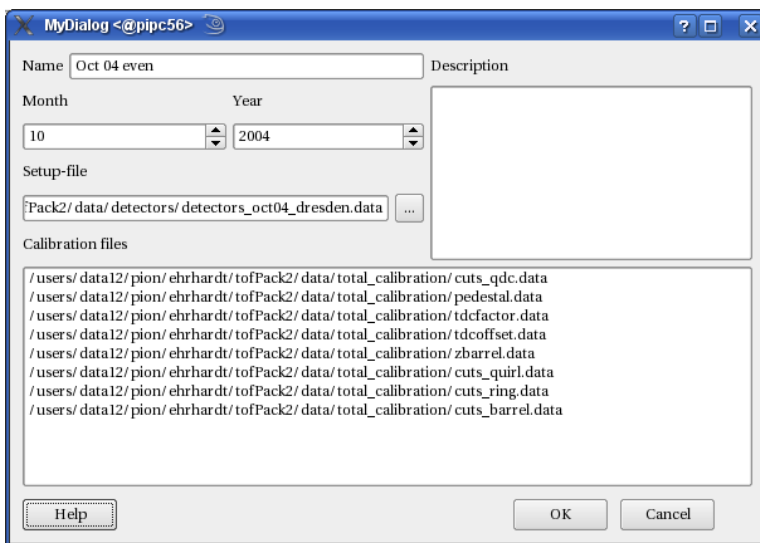 MyDialog <@pipc56>
Name Oct 04 even
Description
Month Year
10 2004
Setup-file
Pack2/data/detectors/detectors_oct04_dresden.data ...
Calibration files
/users/data12/pion/ehrhardt/tofPack2/data/total_calibration/cuts_qdc.data
/users/data12/pion/ehrhardt/tofPack2/data/total_calibration/pedestal.data
/users/data12/pion/ehrhardt/tofPack2/data/total_calibration/tdcfactor.data
/users/data12/pion/ehrhardt/tofPack2/data/total_calibration/tdcoffset.data
/users/data12/pion/ehrhardt/tofPack2/data/total_calibration/zbarrel.data
/users/data12/pion/ehrhardt/tofPack2/data/total_calibration/cuts_quirl.data
/users/data12/pion/ehrhardt/tofPack2/data/total_calibration/cuts_ring.data
/users/data12/pion/ehrhardt/tofPack2/data/total_calibration/cuts_barrel.data
Help OK Cancel